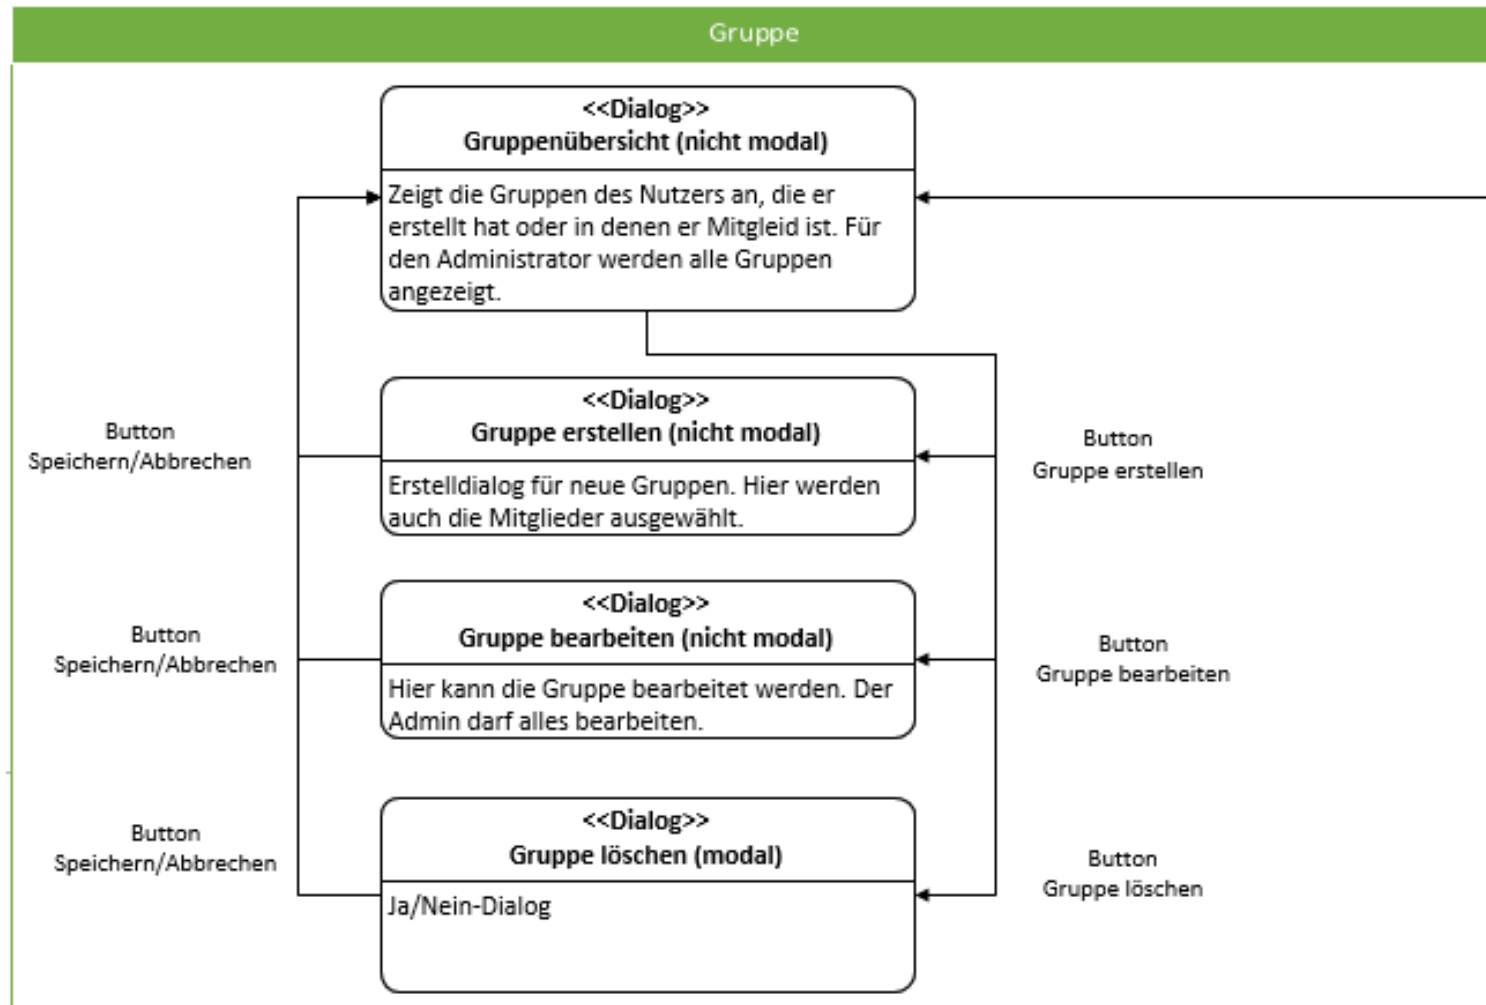 Gruppe
<<Dialog>>
Gruppenübersicht (nicht modal)
Zeigt die Gruppen des Nutzers an, die er
erstellt hat oder in denen er Mitgleid ist. Für
den Administrator werden alle Gruppen
angezeigt.
<<Dialog>>
Gruppe erstellen (nicht modal)
Erstelldialog für neue Gruppen. Hier werden
auch die Mitglieder ausgewählt.
Button
Speichern/Abbrechen
Button
Gruppe erstellen
<<Dialog>>
Gruppe bearbeiten (nicht modal)
Hier kann die Gruppe bearbeitet werden. Der
Admin darf alles bearbeiten.
Button
Speichern/Abbrechen
Button
Gruppe bearbeiten
<<Dialog>>
Gruppe löschen (modal)
Ja/Nein-Dialog
Button
Speichern/Abbrechen
Button
Gruppe löschen